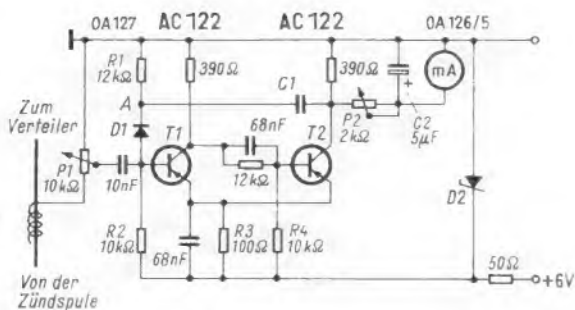 OA127 AC122 AC122 OA126/5
R1
12kΩ
390Ω
390Ω
mA
A
C1
P2
2kΩ
+
C2
5µF
D1
T1
68nF
T2
Zum
Verteiler
P1
10kΩ
10nF
12kΩ
D2
R2
10kΩ
68nF
R3
100Ω
R4
10kΩ
50Ω
+6V
Von der
Zündspule